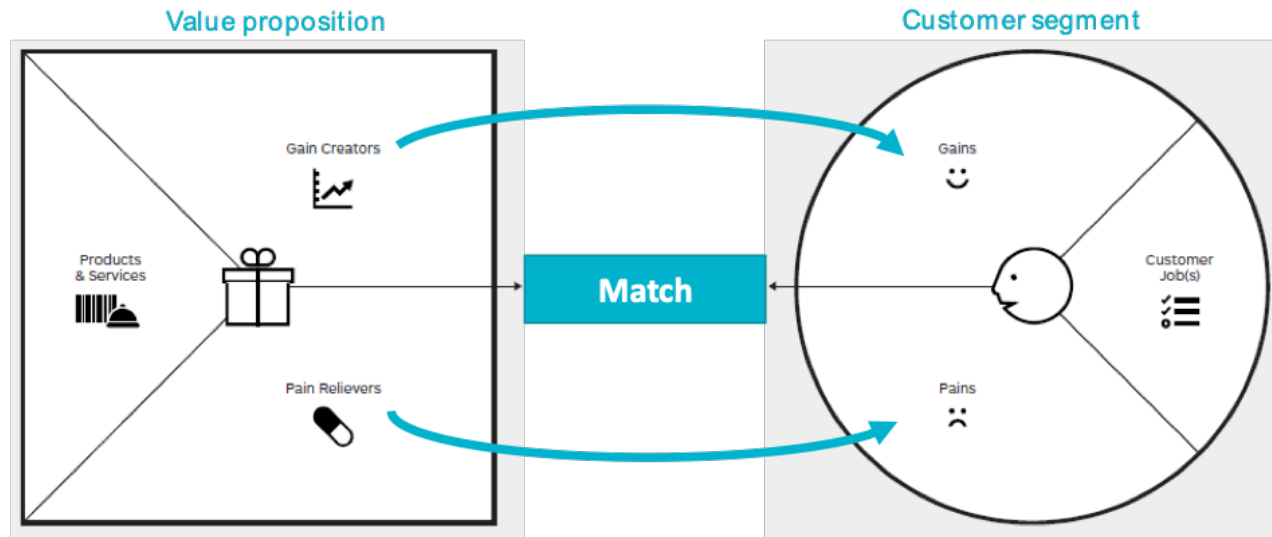 Value proposition
Customer segment
Gain Creators
Products
& Services
Pain Relievers
Match
Gains
Customer
Job(s)
Pains